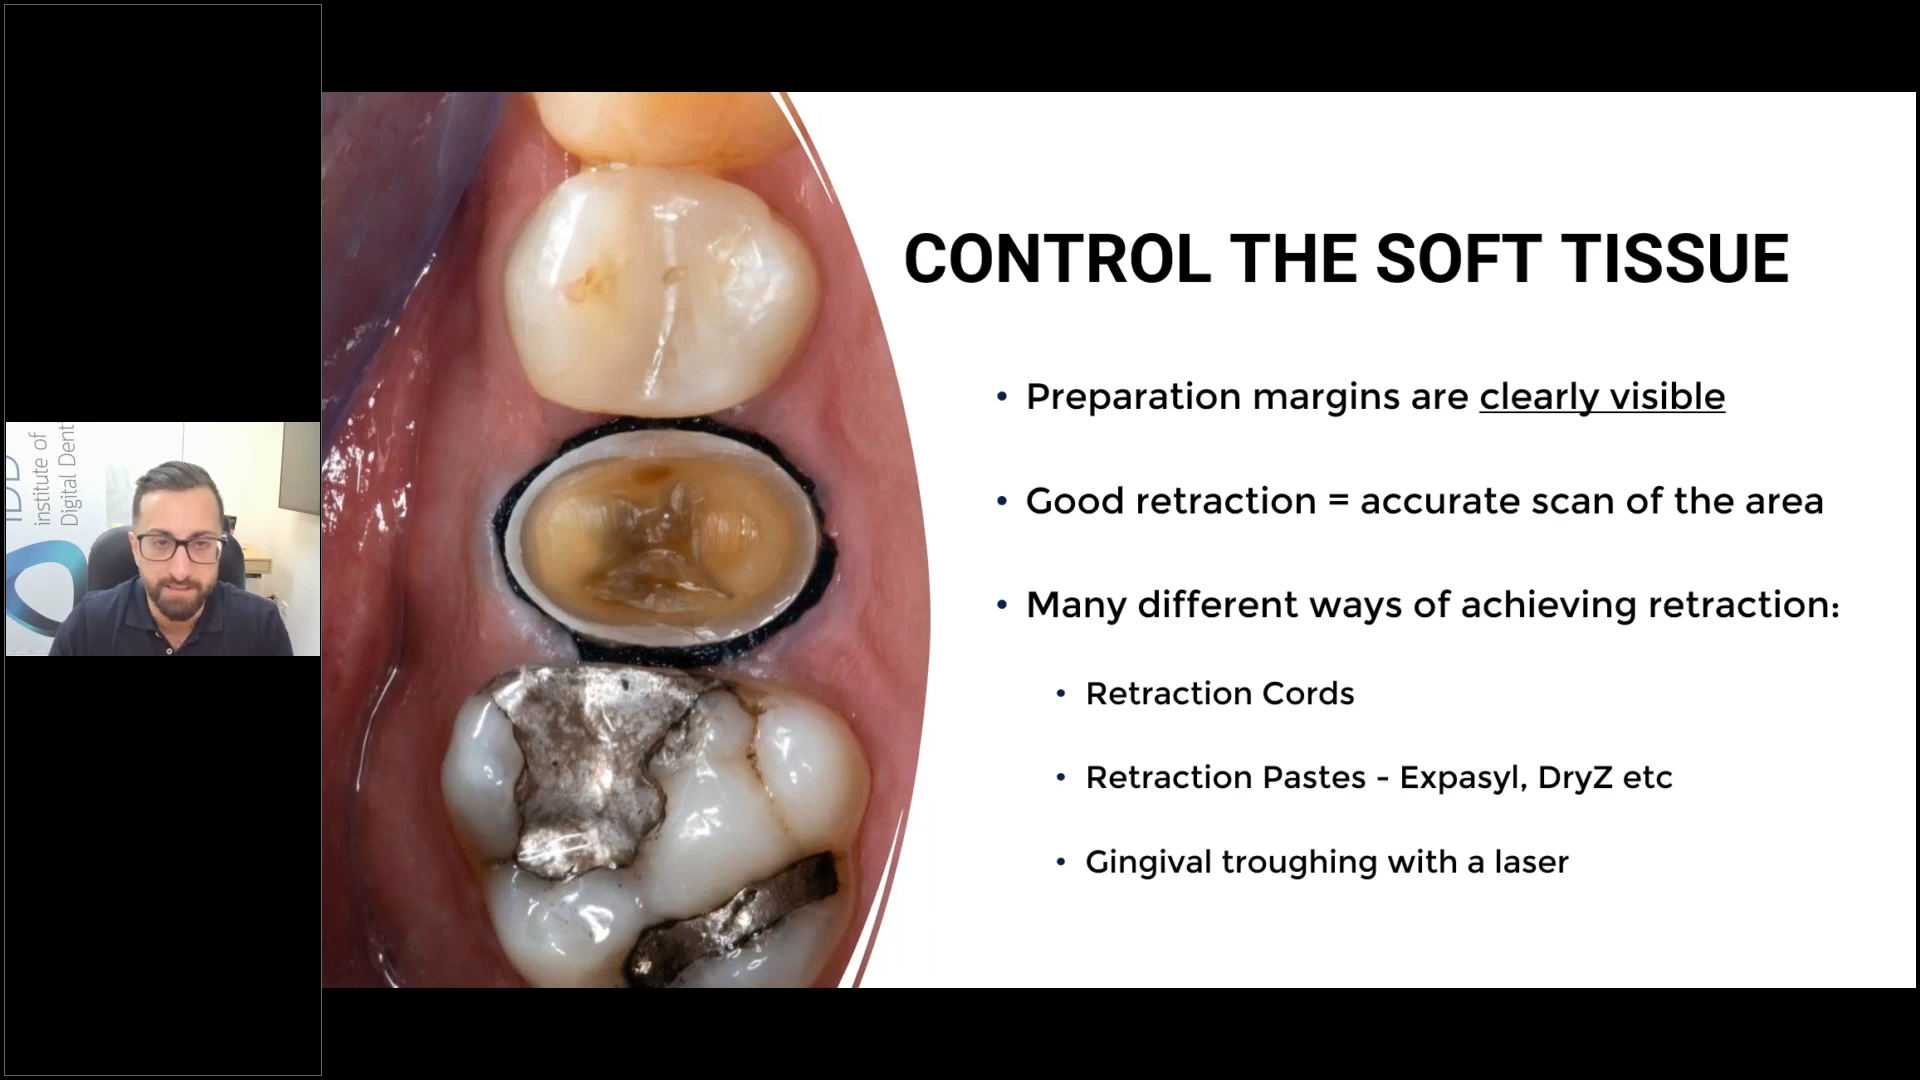 institute of
Digital Dent
CONTROL THE SOFT TISSUE
• Preparation margins are clearly visible
• Good retraction = accurate scan of the area
• Many different ways of achieving retraction:
• Retraction Cords
• Retraction Pastes - Expasyl, DryZ etc
• Gingival troughing with a laser